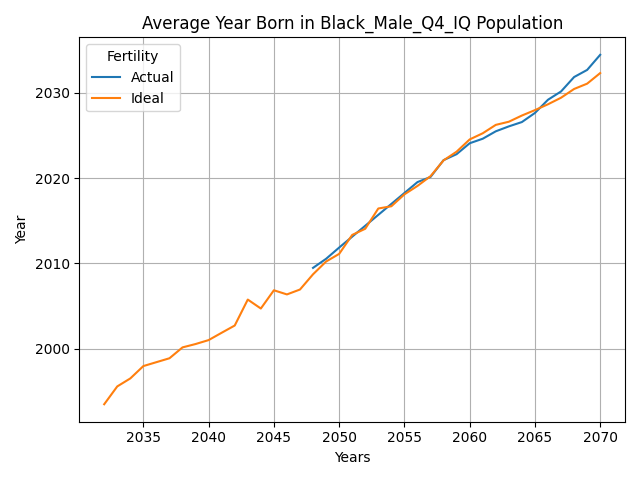 Average Year Born in Black_Male_Q4_IQ Population
Fertility
Actual
Ideal
Year
2030
2020
2010
2000
2035 2040 2045 2050 2055 2060 2065 2070
Years